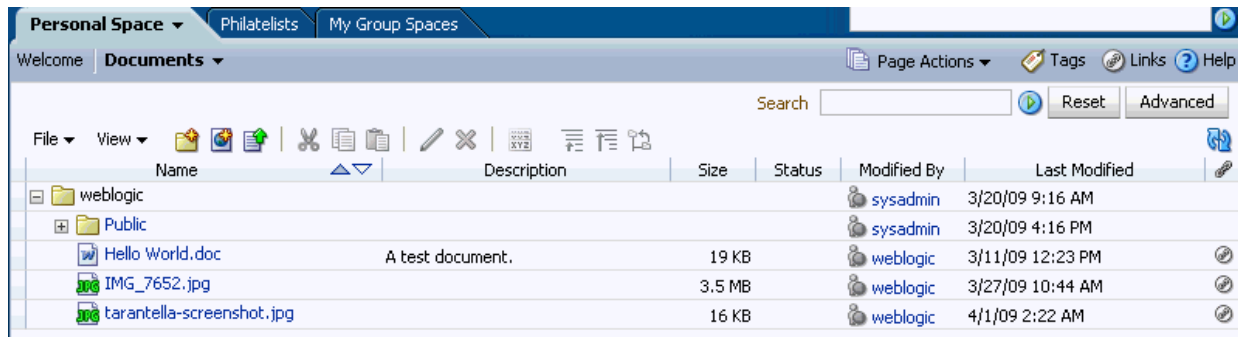 Personal Space Philatelists My Group Spaces
Welcome Documents Page Actions Tags Links Help
Search Reset Advanced
File View
Name Description Size Status Modified By Last Modified
weblogic sysadmin 3/20/09 9:16 AM
Public sysadmin 3/20/09 4:16 PM
Hello World.doc A test document. 19 KB weblogic 3/11/09 12:23 PM
IMG_7652.jpg 3.5 MB weblogic 3/27/09 10:44 AM
tarantella-screenshot.jpg 16 KB weblogic 4/1/09 2:22 AM